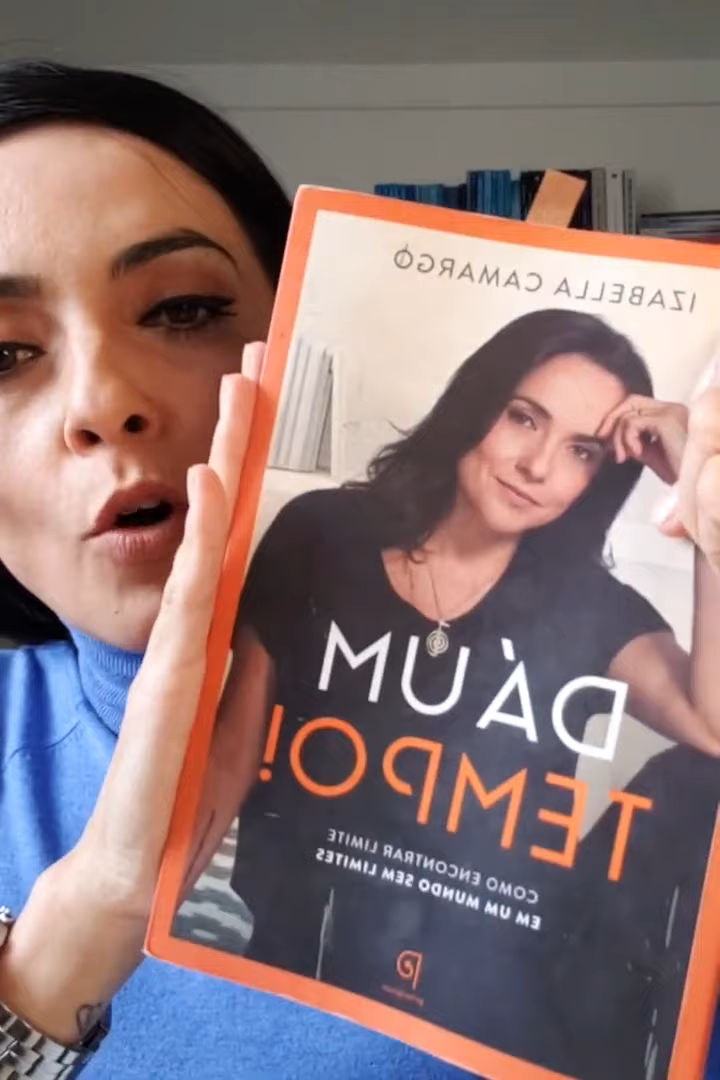 IZABELLA CAMARGO
DÁ UM
TEMPO!
COMO ENCONTRAR LIMITE
EM UM MUNDO SEM LIMITES